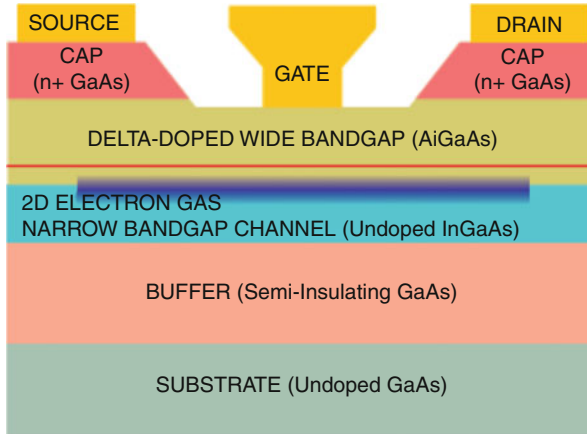 SOURCE
DRAIN
CAP
(n+ GaAs)
GATE
CAP
(n+ GaAs)
DELTA-DOPED WIDE BANDGAP (AiGaAs)
2D ELECTRON GAS
NARROW BANDGAP CHANNEL (Undoped InGaAs)
BUFFER (Semi-Insulating GaAs)
SUBSTRATE (Undoped GaAs)